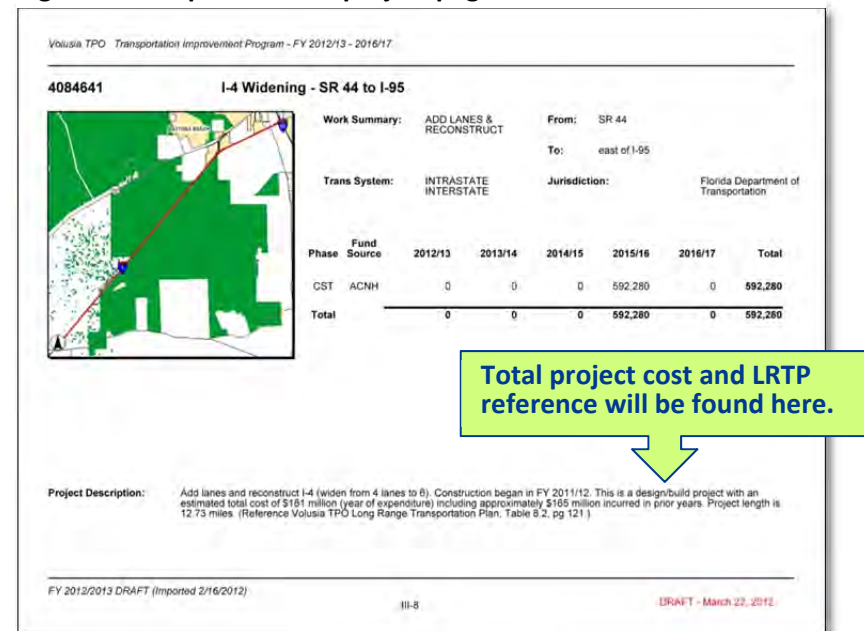 Volusia TPO Transportation Improvement Program - FY 2012/13 - 2016/17
4084641 I-4 Widening - SR 44 to I-95
Work Summary: ADD LANES & RECONSTRUCT From: SR 44
To: east of I-95
Trans System: INTRASTATE INTERSTATE Jurisdiction: Florida Department of Transportation
Phase Fund Source 2012/13 2013/14 2014/15 2015/16 2016/17 Total
CST ACNH 0 0 0 592,280 0 592,280
Total 0 0 0 592,280 0 592,280
Total project cost and LRTP
reference will be found here.
Project Description: Add lanes and reconstruct I-4 (widen from 4 lanes to 6). Construction began in FY 2011/12. This is a design/build project with an
estimated total cost of $181 million (year of expenditure) including approximately $165 million incurred in prior years. Project length is
12.73 miles. (Reference Volusia TPO Long Range Transportation Plan, Table 8.2, pg 121.)
FY 2012/2013 DRAFT (Imported 2/16/2012)
III-8
DRAFT - March 22, 2012